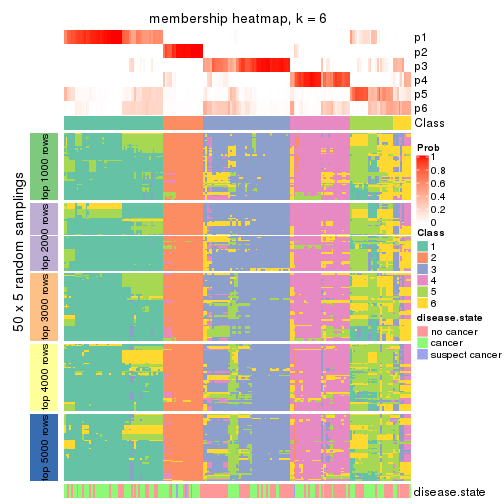 membership heatmap, k = 6
p1
p2
p3
p4
p5
p6
Class
50 x 5 random samplings
top 1000 rows
top 2000 rows
top 3000 rows
top 4000 rows
top 5000 rows
Prob
1
0.8
0.6
0.4
0.2
0
Class
1
2
3
4
5
6
disease.state
no cancer
cancer
suspect cancer
disease.state